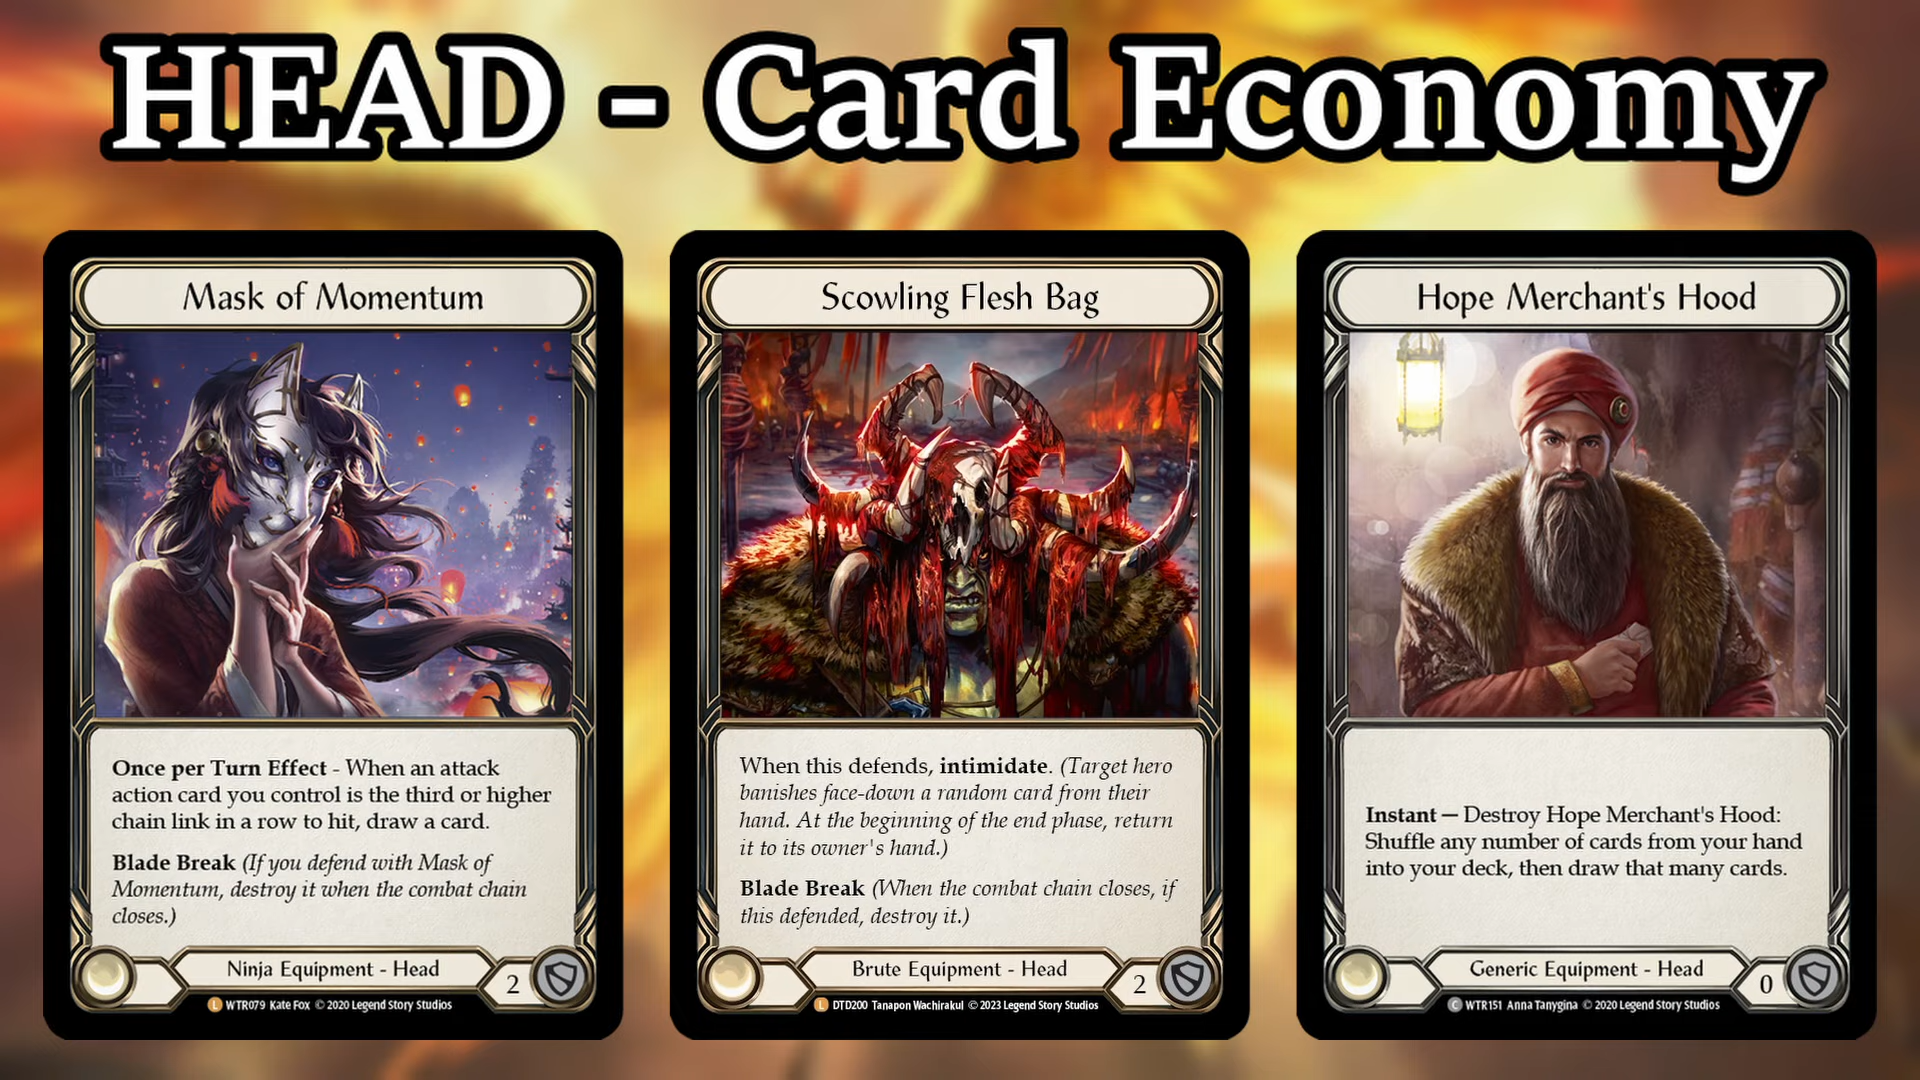 HEAD - Card Economy
Mask of Momentum
Once per Turn Effect - When an attack
action card you control is the third or higher
chain link in a row to hit, draw a card.
Blade Break (If you defend with Mask of
Momentum, destroy it when the combat chain
closes.)
Ninja Equipment - Head
2
L WTR079 Kate Fox © 2020 Legend Story Studios
Scowling Flesh Bag
When this defends, intimidate. (Target hero
banishes face-down a random card from their
hand. At the beginning of the end phase, return
it to its owner's hand.)
Blade Break (When the combat chain closes, if
this defended, destroy it.)
Brute Equipment - Head
2
L DTD200 Tanapon Wachirakul © 2023 Legend Story Studios
Hope Merchant's Hood
Instant — Destroy Hope Merchant's Hood:
Shuffle any number of cards from your hand
into your deck, then draw that many cards.
Generic Equipment - Head
0
C WTR151 Anna Tanygina © 2020 Legend Story Studios